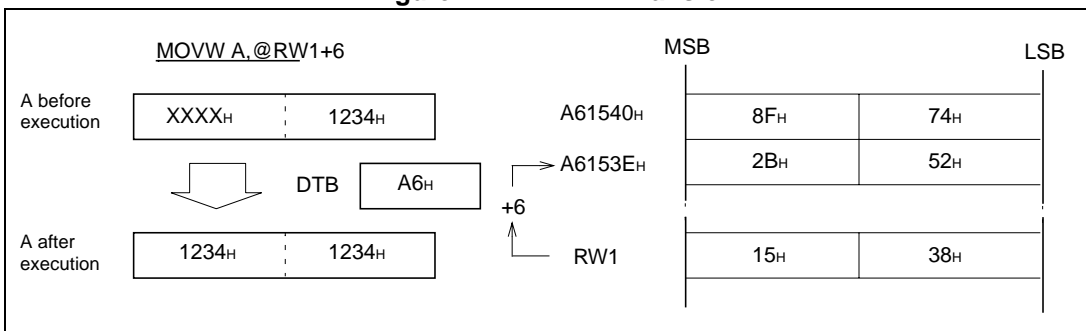 MOVW A,@RW1+6
MSB
LSB
A before
execution
XXXXH
1234H
A61540H
8FH
74H
DTB
A6H
A6153EH
2BH
52H
+6
A after
execution
1234H
1234H
RW1
15H
38H